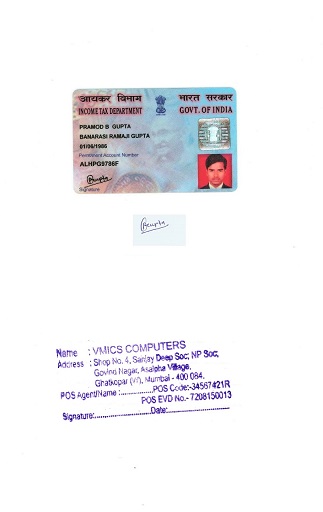 आयकर विभाग
INCOME TAX DEPARTMENT
भारत सरकार
GOVT. OF INDIA
PRAMOD B GUPTA
BANARASI RAMAJI GUPTA
01/06/1986
Permanent Account Number
ALHPG9786F
Signature
Name : VMICS COMPUTERS
Address : Shop No. 4, Sanjay Deep Soc; NP Soc,
Govind Nagar, Asalpha Village,
Ghatkopar (W), Mumbai - 400 084.
POS Agent/Name :..............POS Code:-34567421R
POS EVD No.- 7208150013
Signature:....................Date:......................